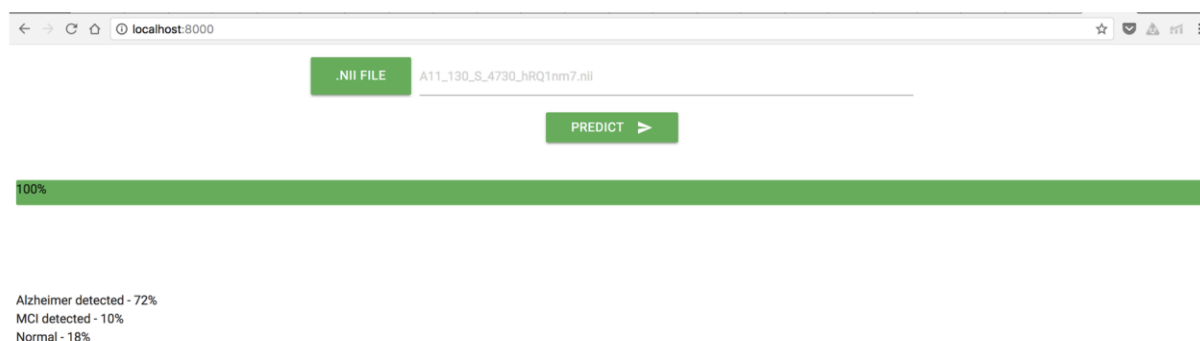 localhost:8000
.NII FILE A11_130_S_4730_hRQ1nm7.nii
PREDICT
100%
Alzheimer detected - 72%
MCI detected - 10%
Normal - 18%